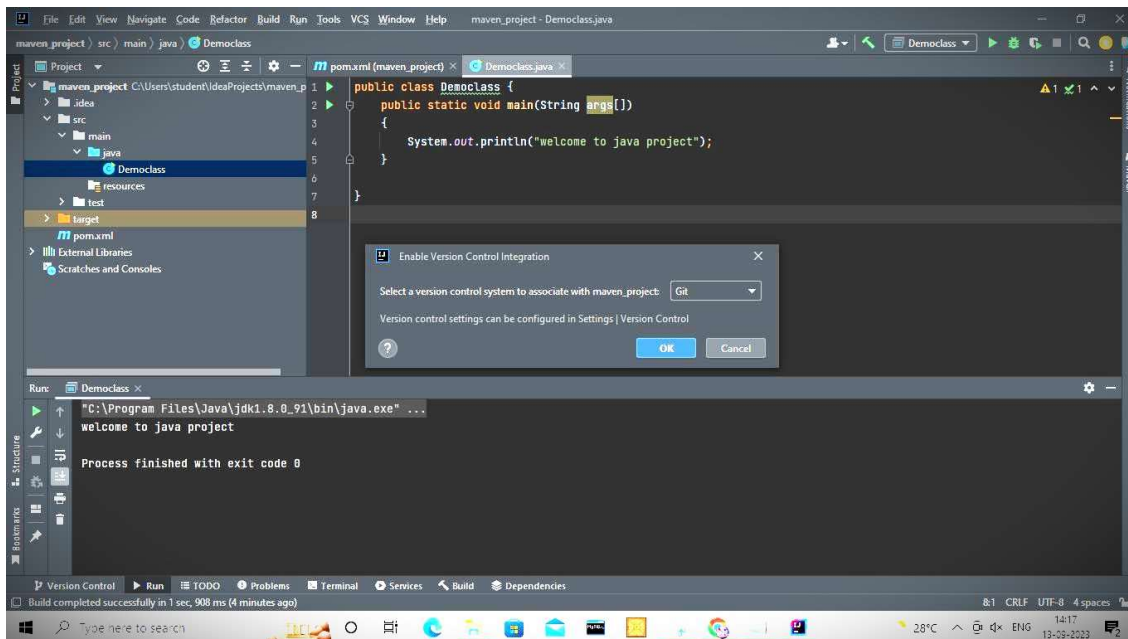 File Edit View Navigate Code Refactor Build Run Tools VCS Window Help maven_project - Democlass.java
maven_project src main java Democlass Democlass
Project pom.xml (maven_project) Democlass.java
Project
maven_project C:\Users\student\IdeaProjects\maven_p
.idea
src
main
java
Democlass
resources
test
target
pom.xml
External Libraries
Scratches and Consoles
1 public class Democlass {
2 public static void main(String args[])
3 {
4 System.out.println("welcome to java project");
5 }
6
7 }
8
1 1
Enable Version Control Integration
Select a version control system to associate with maven_project: Git
Version control settings can be configured in Settings | Version Control
? OK Cancel
Run: Democlass
"C:\Program Files\Java\jdk1.8.0_91\bin\java.exe" ...
welcome to java project
Process finished with exit code 0
Structure
Bookmarks
Version Control Run TODO Problems Terminal Services Build Dependencies
Build completed successfully in 1 sec, 908 ms (4 minutes ago) 8:1 CRLF UTF-8 4 spaces
Type here to search 28°C ENG 14:17
13-09-2023